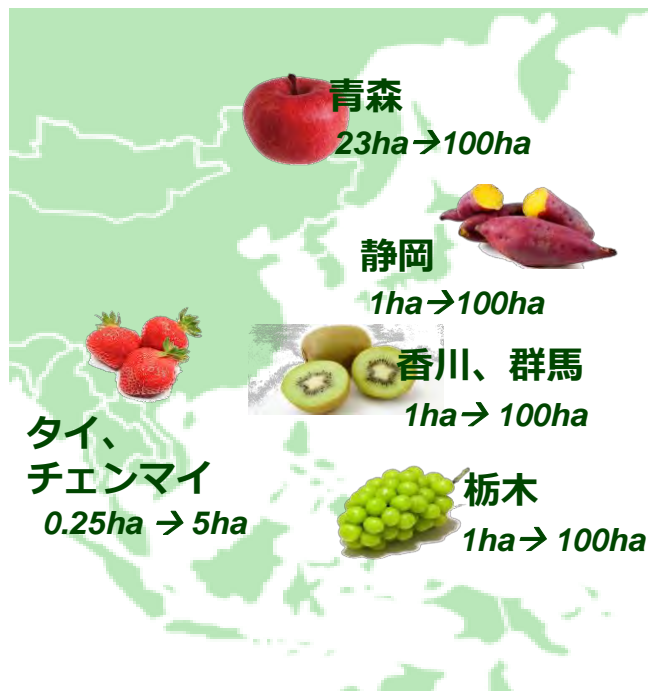 青森
23ha→100ha
静岡
1ha→100ha
香川、群馬
1ha→ 100ha
タイ、
チェンマイ
0.25ha → 5ha
栃木
1ha→ 100ha